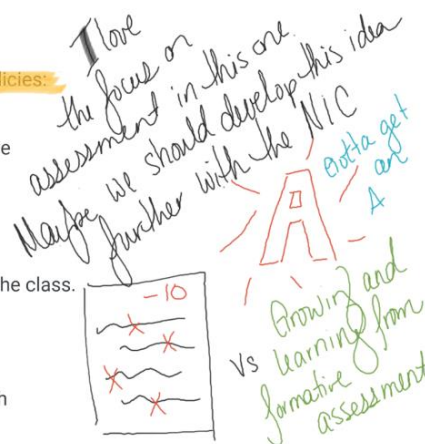 I love
the focus on
assessment in this one.
Maybe we should develop this idea
further with the NIC
licies:
e
he class.
h
A
Gotta get
an
A
-10
vs
Growing and
learning from
formative
assessment